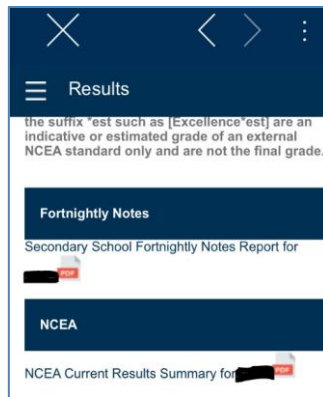 Results
the suffix *est such as [Excellence*est] are an
indicative or estimated grade of an external
NCEA standard only and are not the final grade.
Fortnightly Notes
Secondary School Fortnightly Notes Report for
PDF
NCEA
NCEA Current Results Summary for
PDF